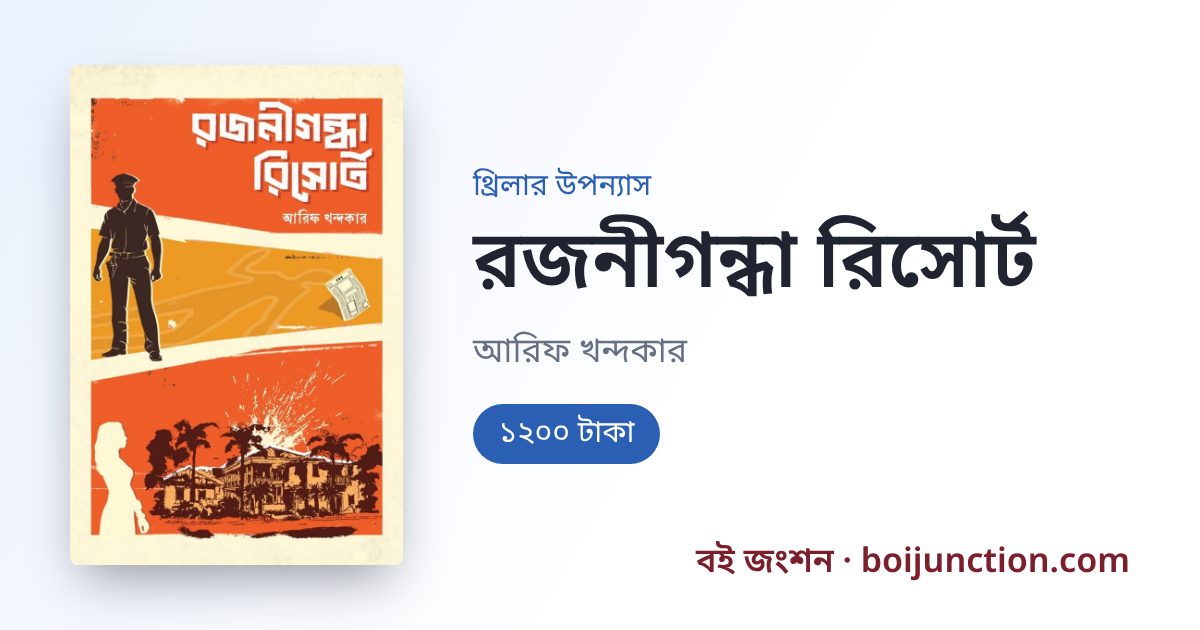 রজনীগন্ধা
রিসোর্ট
আরিফ খন্দকার
থ্রিলার উপন্যাস
রজনীগন্ধা রিসোর্ট
আরিফ খন্দকার
১২০০ টাকা
বই জংশন · boijunction.com